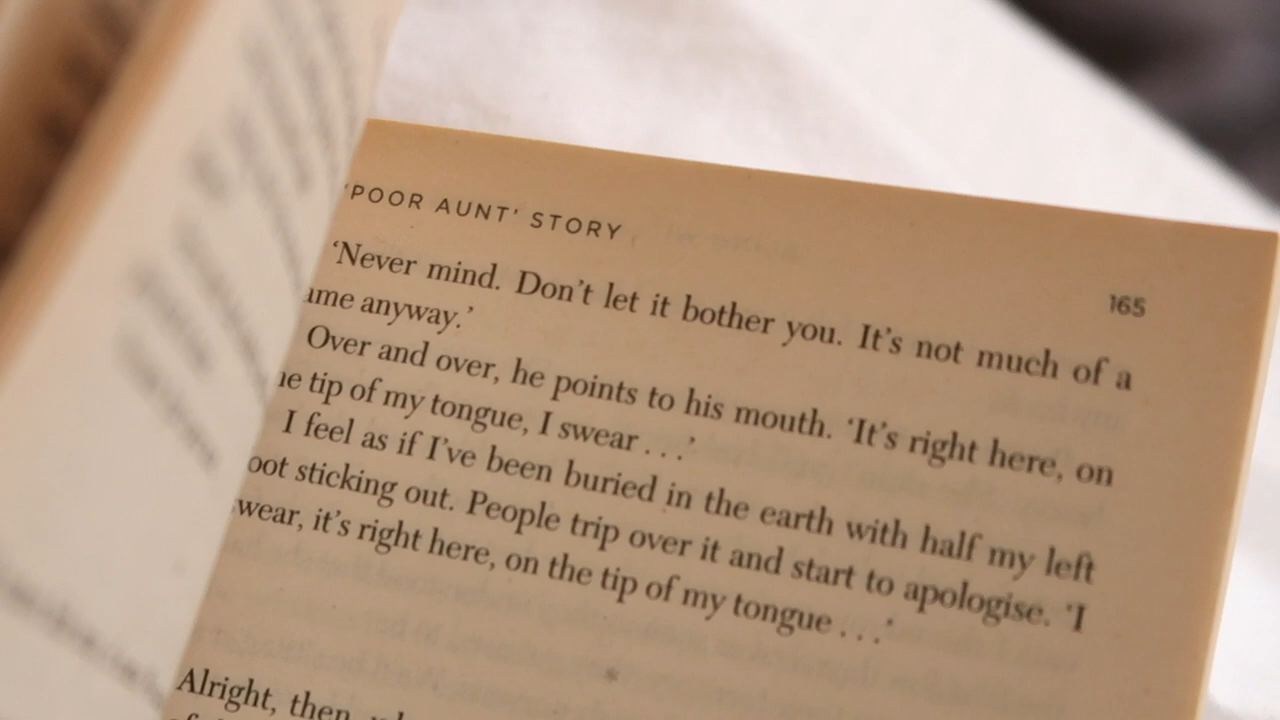 'POOR AUNT' STORY
165
'Never mind. Don't let it bother you. It's not much of a
ame anyway.'
Over and over, he points to his mouth. 'It's right here, on
he tip of my tongue, I swear . . .'
I feel as if I've been buried in the earth with half my left
oot sticking out. People trip over it and start to apologise. 'I
wear, it's right here, on the tip of my tongue . . .'
Alright, then,